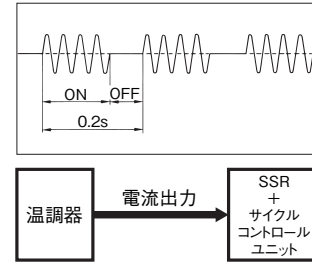 ON OFF
0.2s
温調器
電流出力
SSR
+
サイクル
コントロール
ユニット